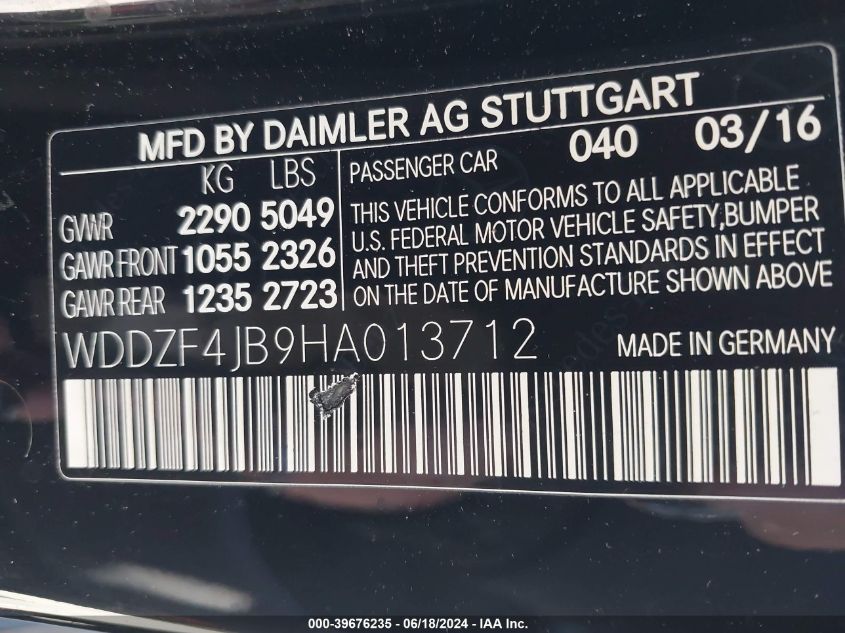 MFD BY DAIMLER AG STUTTGART
KG LBS
GVWR 2290 5049
GAWR FRONT 1055 2326
GAWR REAR 1235 2723
040 03/16
PASSENGER CAR
THIS VEHICLE CONFORMS TO ALL APPLICABLE
U.S. FEDERAL MOTOR VEHICLE SAFETY,BUMPER
AND THEFT PREVENTION STANDARDS IN EFFECT
ON THE DATE OF MANUFACTURE SHOWN ABOVE
WDDZF4JB9HA013712
MADE IN GERMANY
000-39676235 - 06/18/2024 - IAA Inc.